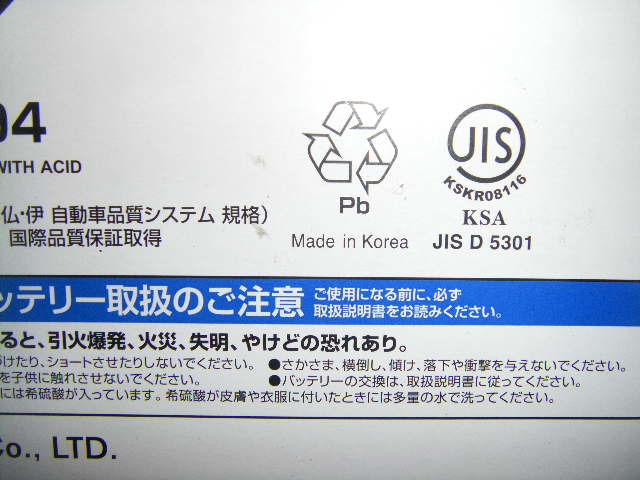 04
WITH ACID
JIS
KSKR08116
Pb
KSA
仏・伊 自動車品質システム 規格）
国際品質保証取得
Made in Korea
JIS D 5301
ッテリー取扱のご注意
ご使用になる前に、必ず
取扱説明書をお読みください。
ると、引火爆発、火災、失明、やけどの恐れあり。
けたり、ショートさせたりしないでください。 ●さかさま、横倒し、傾け、落下や衝撃を与えないでください。
を子供に触れさせないでください。 ●バッテリーの交換は、取扱説明書に従ってください。
には希硫酸が入っています。希硫酸が皮膚や衣服に付いたときには多量の水で洗ってください。
Co., LTD.